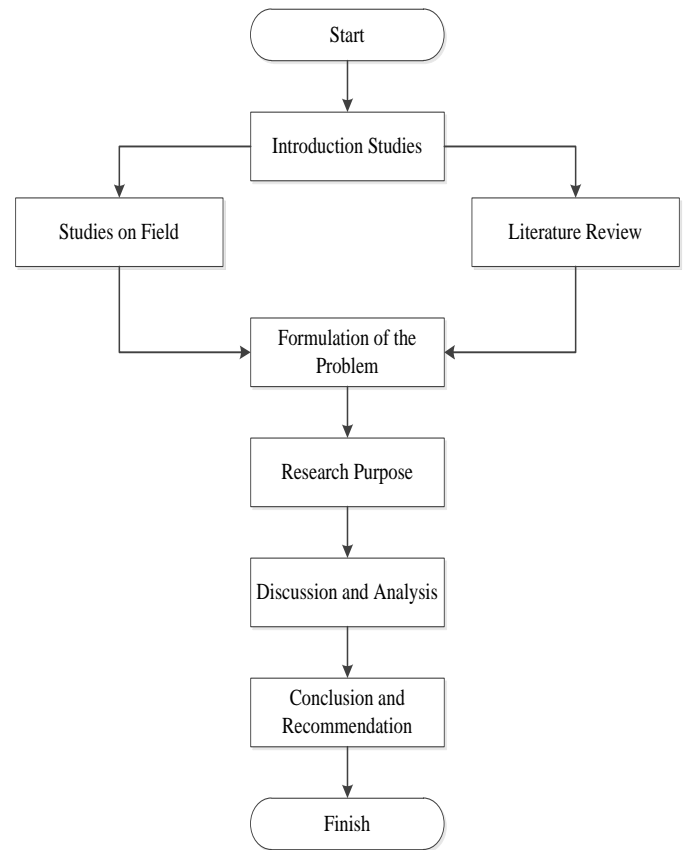 Start
Introduction Studies
Studies on Field
Literature Review
Formulation of the
Problem
Research Purpose
Discussion and Analysis
Conclusion and
Recommendation
Finish